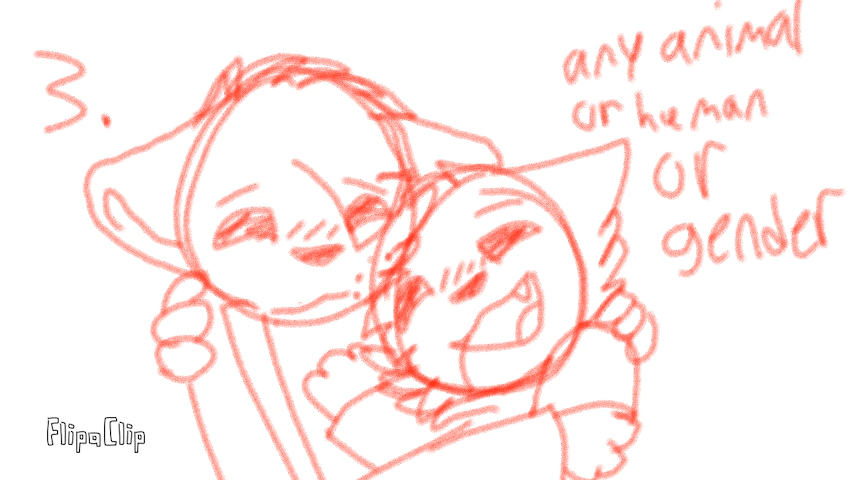 3.
any animal
or human
or
gender
FlipaClip